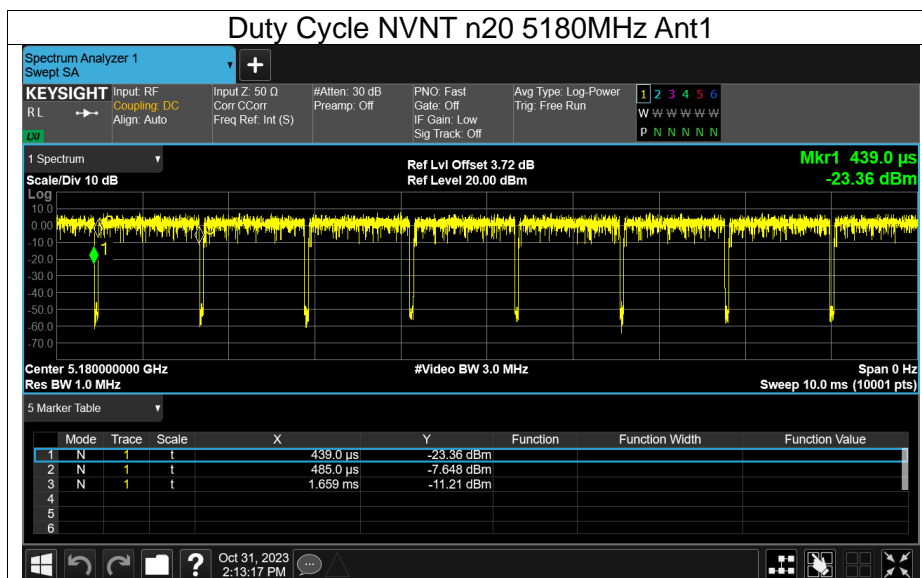 Duty Cycle NVNT n20 5180MHz Ant1
Spectrum Analyzer 1
Swept SA
KEYSIGHT
RL
LXI
Input: RF
Coupling: DC
Align: Auto
Input Z: 50 Ω
Corr CCorr
Freq Ref: Int (S)
#Atten: 30 dB
Preamp: Off
PNO: Fast
Gate: Off
IF Gain: Low
Sig Track: Off
Avg Type: Log-Power
Trig: Free Run
1 2 3 4 5 6
W W W W W W
P N N N N N
1 Spectrum
Scale/Div 10 dB
Ref Lvl Offset 3.72 dB
Ref Level 20.00 dBm
Mkr1 439.0 µs
-23.36 dBm
Log
10.0
0.00
-10.0
-20.0
-30.0
-40.0
-50.0
-60.0
-70.0
1
Center 5.180000000 GHz
Res BW 1.0 MHz
#Video BW 3.0 MHz
Span 0 Hz
Sweep 10.0 ms (10001 pts)
5 Marker Table
Mode Trace Scale X Y Function Function Width Function Value
1 N 1 t 439.0 µs -23.36 dBm
2 N 1 t 485.0 µs -7.648 dBm
3 N 1 t 1.659 ms -11.21 dBm
4
5
6
?
Oct 31, 2023
2:13:17 PM